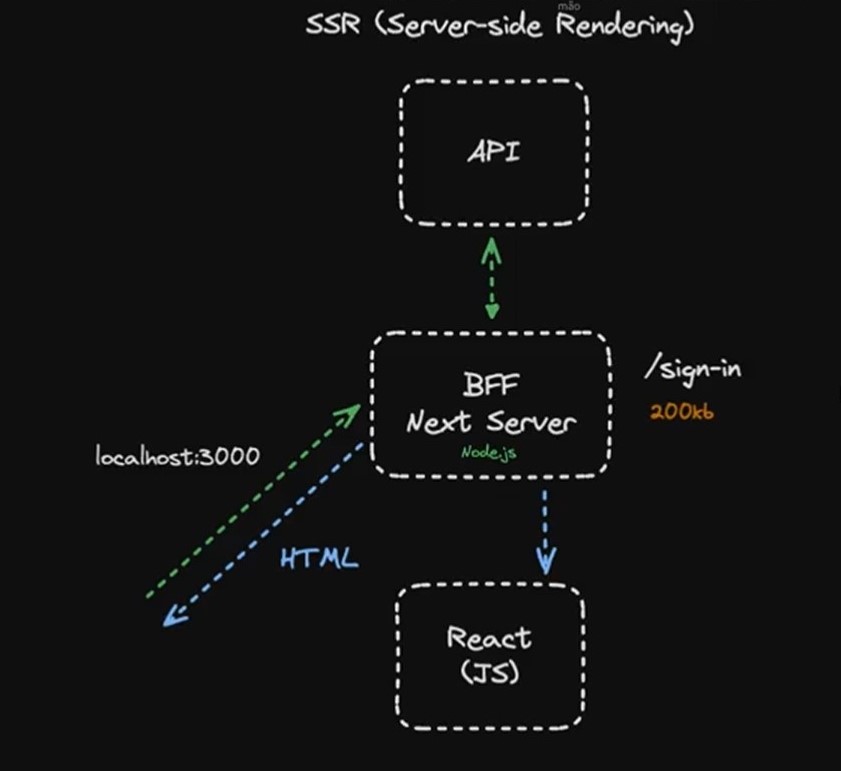 mão
SSR (Server-side Rendering)
API
BFF
Next Server
Node.js
/sign-in
200kb
localhost:3000
HTML
React
(JS)